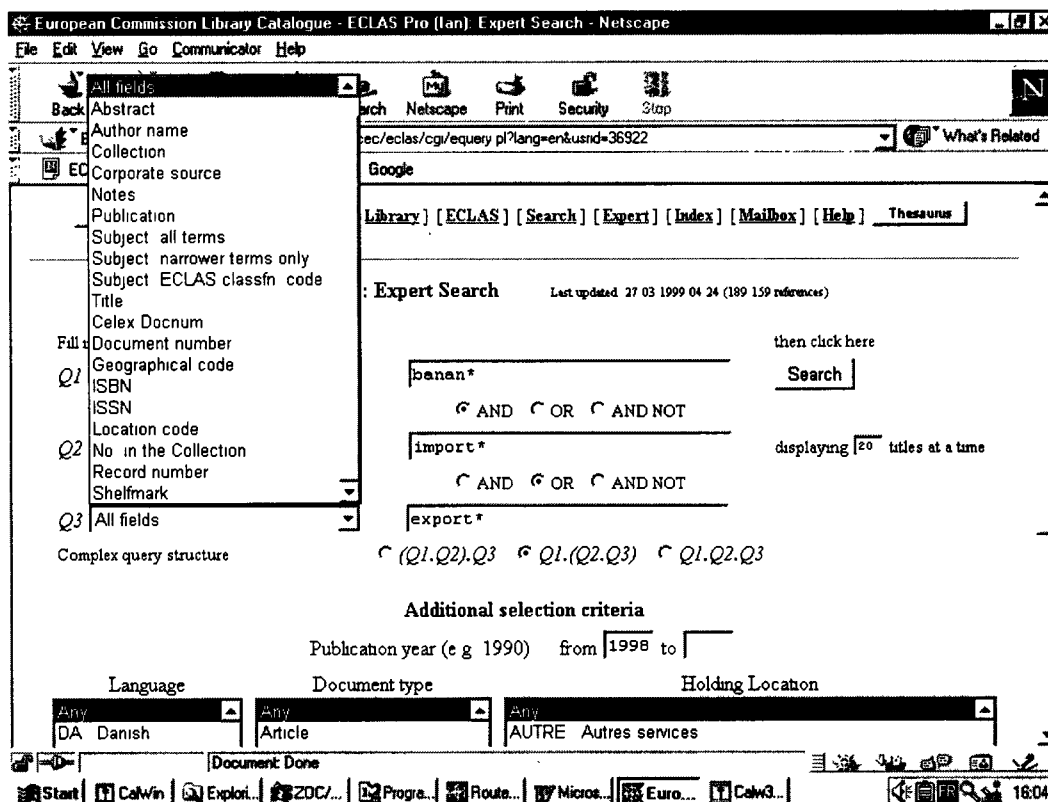 European Commission Library Catalogue - ECLAS Pro (Ian): Expert Search - Netscape
File Edit View Go Communicator Help
Back Netscape Print Security Stop
All fields
Abstract
Author name
Collection
Corporate source
Notes
Publication
Subject all terms
Subject narrower terms only
Subject ECLAS classfn code
Title
Celex Docnum
Document number
Geographical code
ISBN
ISSN
Location code
No in the Collection
Record number
Shelfmark
cec/eclas/cgi/equery pl?lang=en&usrid=36922 What's Related
Google
Library] [ECLAS] [Search] [Expert] [Index] [Mailbox] [Help] Thesaurus
: Expert Search Last updated 27 03 1999 04 24 (189 159 references)
Fill then click here
Q1 banan* Search
AND OR AND NOT
Q2 import* displaying 20 titles at a time
AND OR AND NOT
Q3 All fields export*
Complex query structure (Q1.Q2).Q3 Q1.(Q2.Q3) Q1.Q2.Q3
Additional selection criteria
Publication year (e g 1990) from 1998 to
Language Document type Holding Location
Any Any Any
DA Danish Article AUTRE Autres services
Document: Done
Start CalWin Explori... ZOC/... Progra... Route... Micros... Euro... Calw3... 16:04